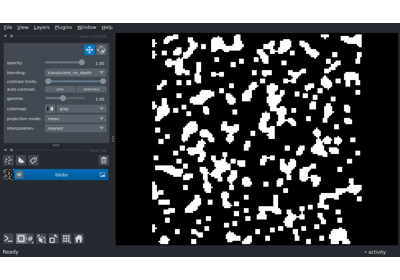 File View Layers Plugins Window Help
layer controls
opacity: 1.00
blending: translucent_no_depth
contrast limits:
auto-contrast: once continuous
gamma: 1.00
colormap: gray
projection mode: none
interpolation: nearest
layer list
blobs
Ready
activity